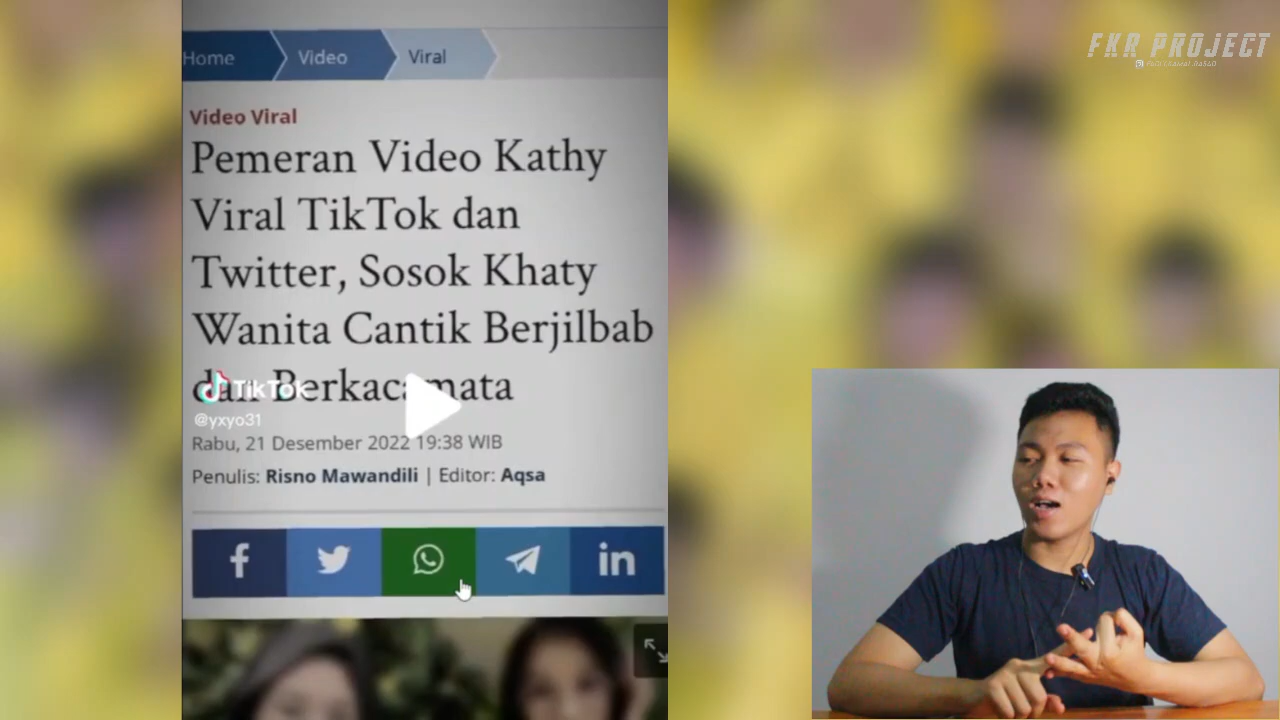 FKR PROJECT
Home
Video
Viral
Video Viral
Pemeran Video Kathy
Viral TikTok dan
Twitter, Sosok Khaty
Wanita Cantik Berjilbab
dan Berkacamata
TikTok
@yxyo31
Rabu, 21 Desember 2022 19:38 WIB
Penulis: Risno Mawandili | Editor: Aqsa